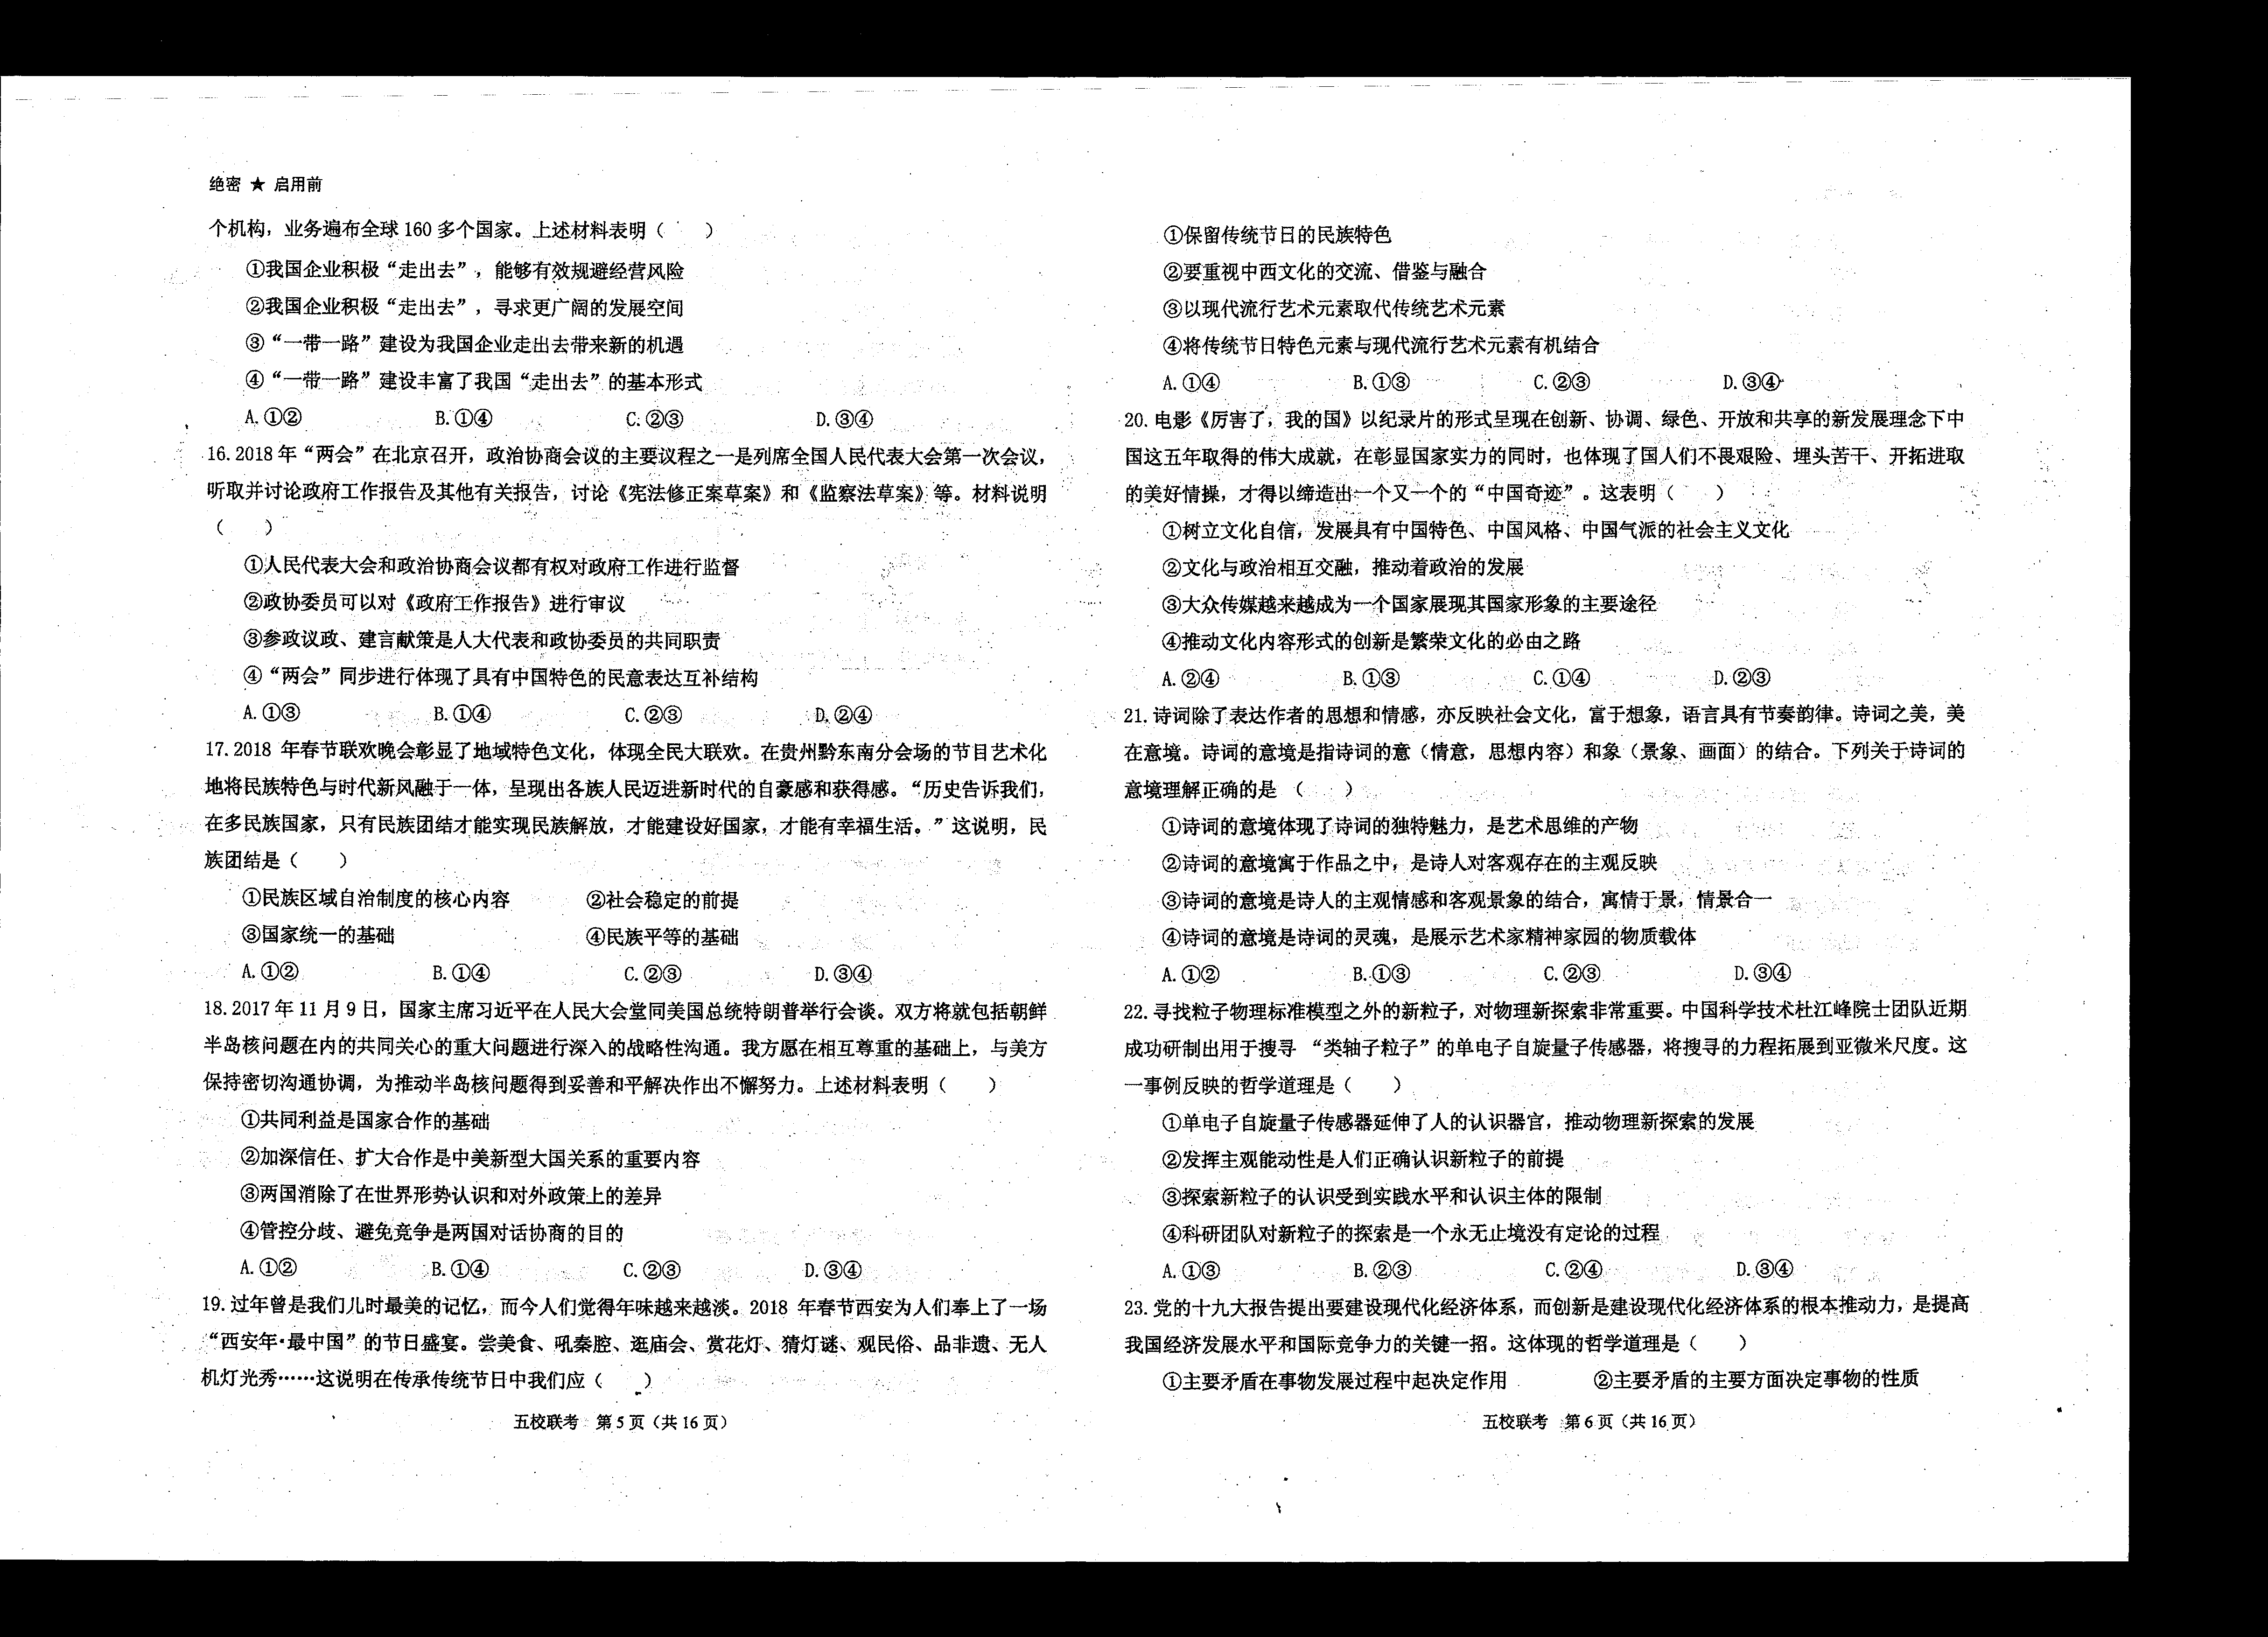 绝密 ★ 启用前
个机构，业务遍布全球 160 多个国家。上述材料表明（　　）
①我国企业积极“走出去”，能够有效规避经营风险
②我国企业积极“走出去”，寻求更广阔的发展空间
③“一带一路”建设为我国企业走出去带来新的机遇
④“一带一路”建设丰富了我国“走出去”的基本形式
A. ①②　　B. ①④　　C. ②③　　D. ③④
16. 2018 年“两会”在北京召开，政治协商会议的主要议程之一是列席全国人民代表大会第一次会议，
听取并讨论政府工作报告及其他有关报告，讨论《宪法修正案草案》和《监察法草案》等。材料说明
（　　）
①人民代表大会和政治协商会议都有权对政府工作进行监督
②政协委员可以对《政府工作报告》进行审议
③参政议政、建言献策是人大代表和政协委员的共同职责
④“两会”同步进行体现了具有中国特色的民意表达互补结构
A. ①③　　B. ①④　　C. ②③　　D. ②④
17. 2018 年春节联欢晚会彰显了地域特色文化，体现全民大联欢。在贵州黔东南分会场的节目艺术化
地将民族特色与时代新风融于一体，呈现出各族人民迈进新时代的自豪感和获得感。“历史告诉我们，
在多民族国家，只有民族团结才能实现民族解放，才能建设好国家，才能有幸福生活。”这说明，民
族团结是（　　）
①民族区域自治制度的核心内容　　②社会稳定的前提
③国家统一的基础　　④民族平等的基础
A. ①②　　B. ①④　　C. ②③　　D. ③④
18. 2017 年 11 月 9 日，国家主席习近平在人民大会堂同美国总统特朗普举行会谈。双方将就包括朝鲜
半岛核问题在内的共同关心的重大问题进行深入的战略性沟通。我方愿在相互尊重的基础上，与美方
保持密切沟通协调，为推动半岛核问题得到妥善和平解决作出不懈努力。上述材料表明（　　）
①共同利益是国家合作的基础
②加深信任、扩大合作是中美新型大国关系的重要内容
③两国消除了在世界形势认识和对外政策上的差异
④管控分歧、避免竞争是两国对话协商的目的
A. ①②　　B. ①④　　C. ②③　　D. ③④
19. 过年曾是我们儿时最美的记忆，而今人们觉得年味越来越淡。2018 年春节西安为人们奉上了一场
“西安年·最中国”的节日盛宴。尝美食、吼秦腔、逛庙会、赏花灯、猜灯谜、观民俗、品非遗、无人
机灯光秀……这说明在传承传统节日中我们应（　　）
五校联考　第 5 页（共 16 页）
①保留传统节日的民族特色
②要重视中西文化的交流、借鉴与融合
③以现代流行艺术元素取代传统艺术元素
④将传统节日特色元素与现代流行艺术元素有机结合
A. ①④　　B. ①③　　C. ②③　　D. ③④
20. 电影《厉害了，我的国》以纪录片的形式呈现在创新、协调、绿色、开放和共享的新发展理念下中
国这五年取得的伟大成就，在彰显国家实力的同时，也体现了国人们不畏艰险、埋头苦干、开拓进取
的美好情操，才得以缔造出一个又一个的“中国奇迹”。这表明（　　）
①树立文化自信，发展具有中国特色、中国风格、中国气派的社会主义文化
②文化与政治相互交融，推动着政治的发展
③大众传媒越来越成为一个国家展现其国家形象的主要途径
④推动文化内容形式的创新是繁荣文化的必由之路
A. ②④　　B. ①③　　C. ①④　　D. ②③
21. 诗词除了表达作者的思想和情感，亦反映社会文化，富于想象，语言具有节奏韵律。诗词之美，美
在意境。诗词的意境是指诗词的意（情意，思想内容）和象（景象、画面）的结合。下列关于诗词的
意境理解正确的是 （　　）
①诗词的意境体现了诗词的独特魅力，是艺术思维的产物
②诗词的意境寓于作品之中，是诗人对客观存在的主观反映
③诗词的意境是诗人的主观情感和客观景象的结合，寓情于景，情景合一
④诗词的意境是诗词的灵魂，是展示艺术家精神家园的物质载体
A. ①②　　B. ①③　　C. ②③　　D. ③④
22. 寻找粒子物理标准模型之外的新粒子，对物理新探索非常重要。中国科学技术杜江峰院士团队近期
成功研制出用于搜寻 “类轴子粒子”的单电子自旋量子传感器，将搜寻的力程拓展到亚微米尺度。这
一事例反映的哲学道理是（　　）
①单电子自旋量子传感器延伸了人的认识器官，推动物理新探索的发展
②发挥主观能动性是人们正确认识新粒子的前提
③探索新粒子的认识受到实践水平和认识主体的限制
④科研团队对新粒子的探索是一个永无止境没有定论的过程
A. ①③　　B. ②③　　C. ②④　　D. ③④
23. 党的十九大报告提出要建设现代化经济体系，而创新是建设现代化经济体系的根本推动力，是提高
我国经济发展水平和国际竞争力的关键一招。这体现的哲学道理是（　　）
①主要矛盾在事物发展过程中起决定作用　　②主要矛盾的主要方面决定事物的性质
五校联考　第 6 页（共 16 页）